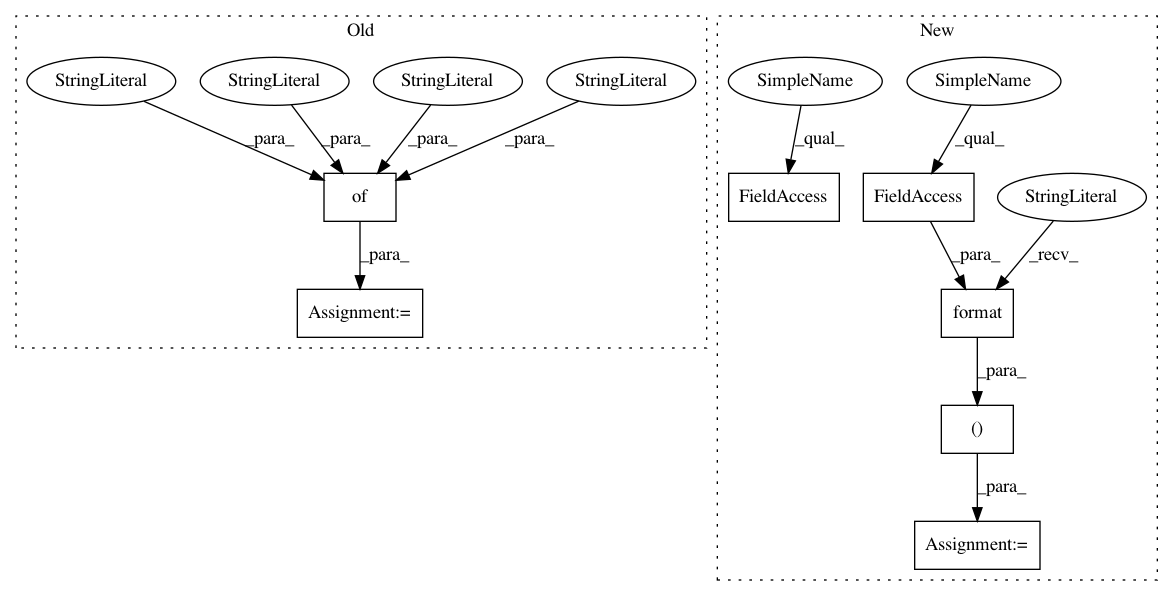 Old
New
StringLiteral
StringLiteral
StringLiteral
StringLiteral
SimpleName
SimpleName
_para_
_para_
_para_
_para_
_qual_
_qual_
of
FieldAccess
FieldAccess
StringLiteral
_para_
_para_
_recv_
Assignment:=
format
_para_
()
_para_
Assignment:=